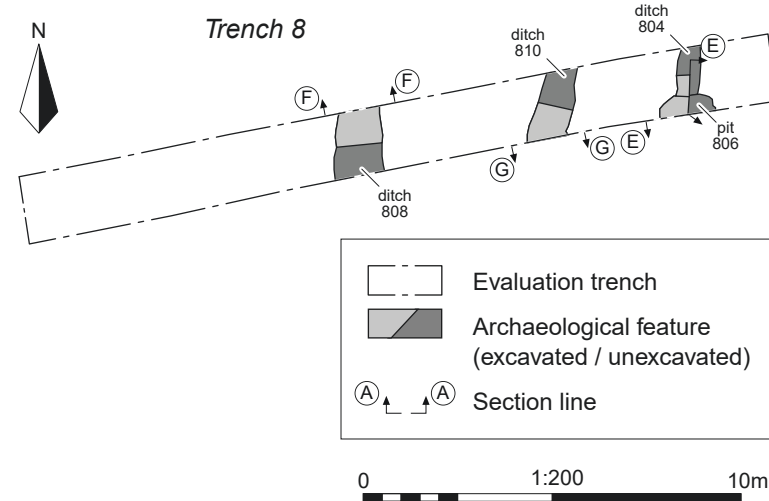 N
Trench 8
ditch
804
ditch
810
E
F
F
pit
806
G
G
E
ditch
808
Evaluation trench
Archaeological feature
(excavated / unexcavated)
A
A
Section line
0
1:200
10m